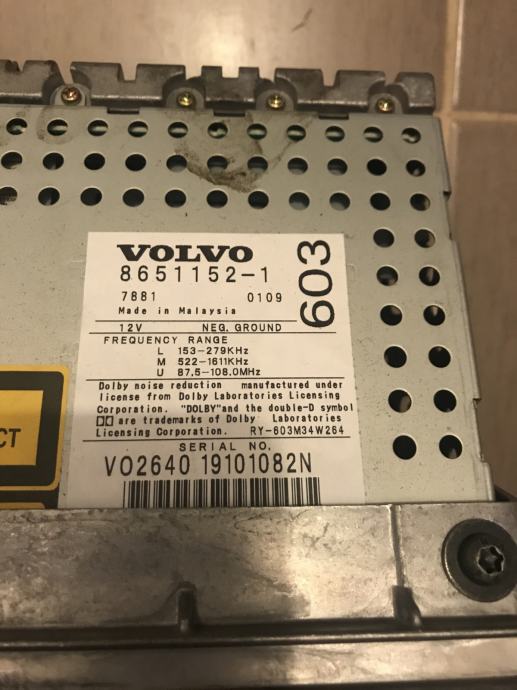 VOLVO
8651152-1
7881 0109
Made in Malaysia
603
12V NEG. GROUND
FREQUENCY RANGE
L 153-279KHz
M 522-1611KHz
U 87,5-108.0MHz
Dolby noise reduction manufactured under
license from Dolby Laboratories Licensing
Corporation. "DOLBY"and the double-D symbol
are trademarks of Dolby Laboratories
Licensing Corporation. RY-603M34W264
SERIAL NO.
VO2640 19101082N
CT